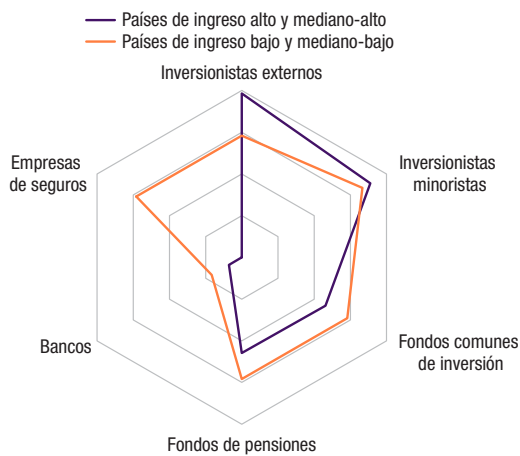 Países de ingreso alto y mediano-alto
Países de ingreso bajo y mediano-bajo
Inversionistas externos
Empresas
de seguros
Inversionistas
minoristas
Bancos
Fondos comunes
de inversión
Fondos de pensiones